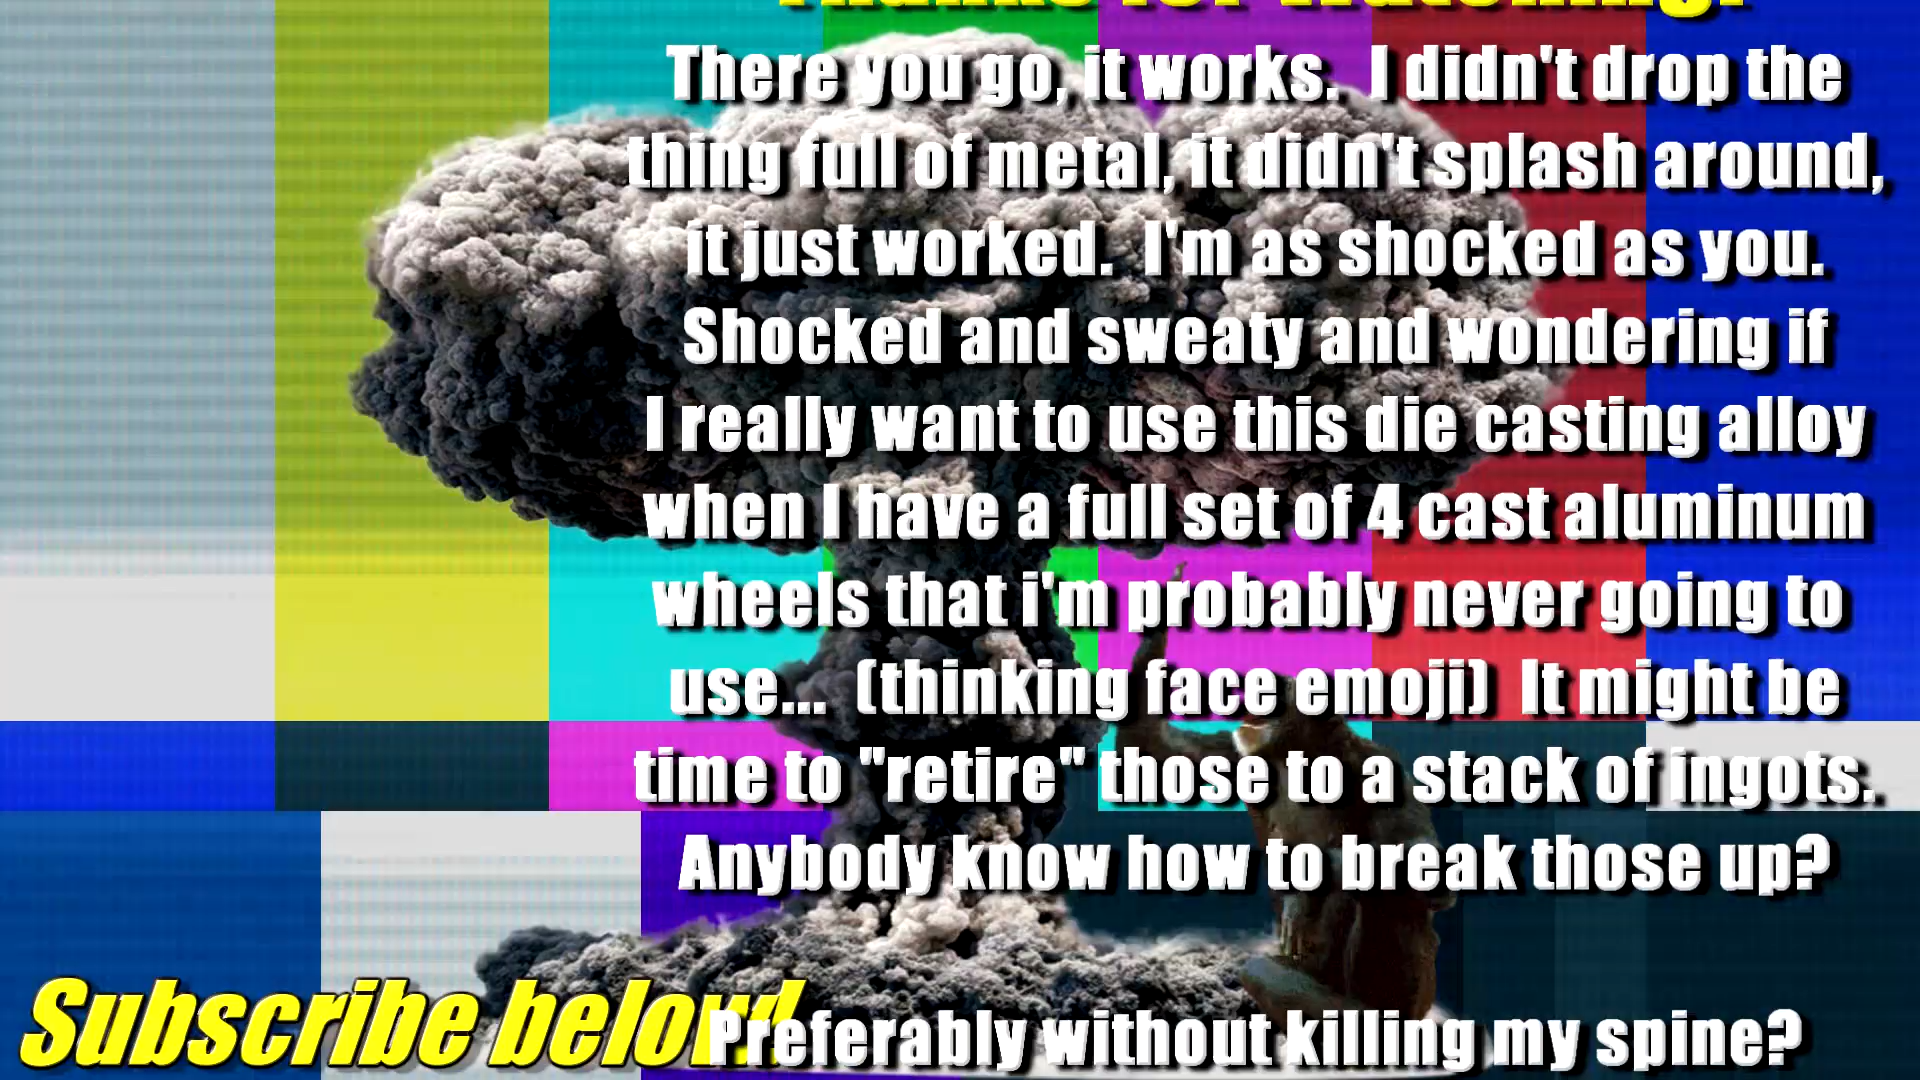 Thanks for watching!
There you go, it works. I didn't drop the
thing full of metal, it didn't splash around,
it just worked. I'm as shocked as you.
Shocked and sweaty and wondering if
I really want to use this die casting alloy
when I have a full set of 4 cast aluminum
wheels that i'm probably never going to
use... (thinking face emoji) It might be
time to "retire" those to a stack of ingots.
Anybody know how to break those up?
Preferably without killing my spine?
Subscribe below!